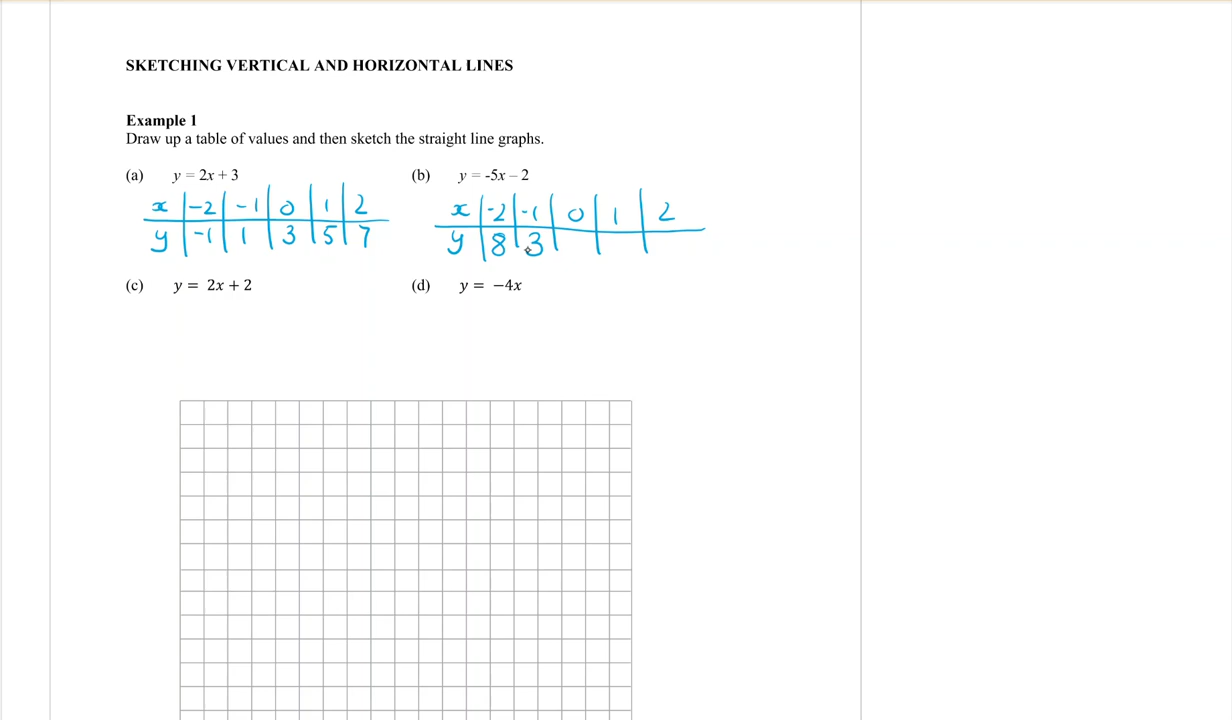 SKETCHING VERTICAL AND HORIZONTAL LINES
Example 1
Draw up a table of values and then sketch the straight line graphs.
(a) y = 2x + 3
x -2 -1 0 1 2
y -1 1 3 5 7
(b) y = -5x – 2
x -2 -1 0 1 2
y 8 3
(c) y = 2x + 2
(d) y = −4x